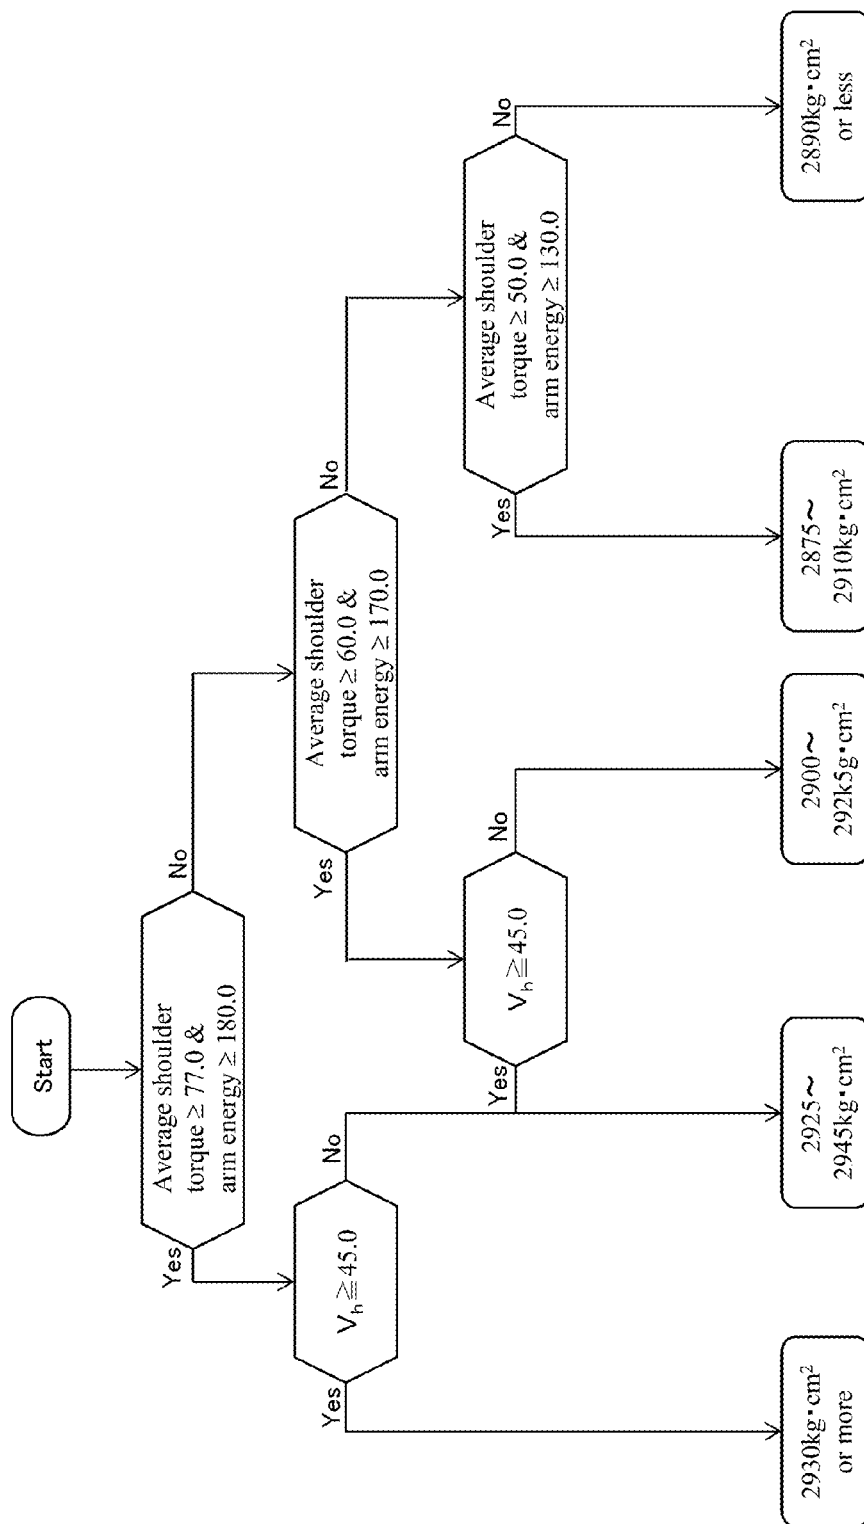 Start
Average shoulder
torque ≥ 77.0 &
arm energy ≥ 180.0
Yes
No
Vh≧45.0
Yes
No
Average shoulder
torque ≥ 60.0 &
arm energy ≥ 170.0
Yes
No
Vh≧45.0
Yes
No
Average shoulder
torque ≥ 50.0 &
arm energy ≥ 130.0
Yes
No
2930kg・cm²
or more
2925～
2945kg・cm²
2900～
292k5g・cm²
2875～
2910kg・cm²
2890kg・cm²
or less